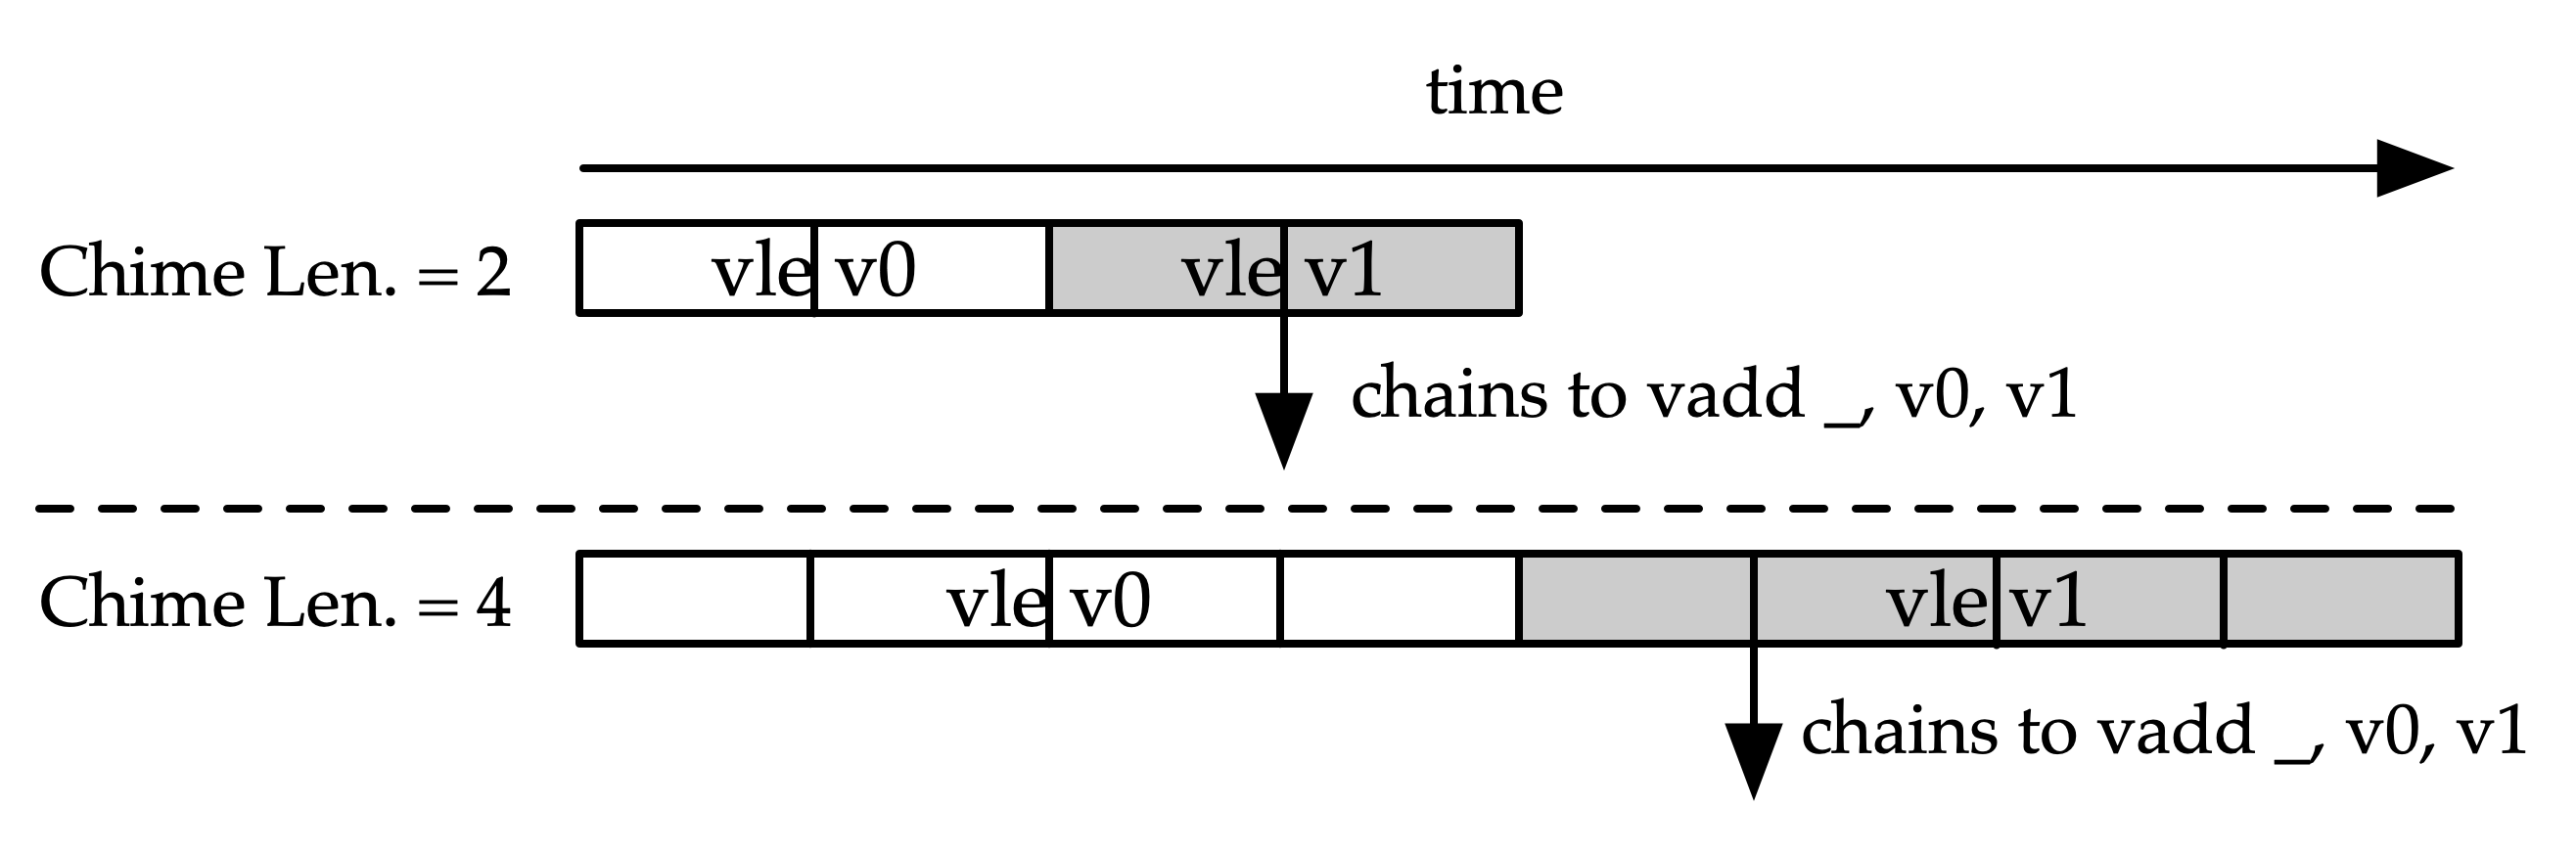 time
Chime Len. = 2
vle v0
vle v1
chains to vadd _, v0, v1
Chime Len. = 4
vle v0
vle v1
chains to vadd _, v0, v1